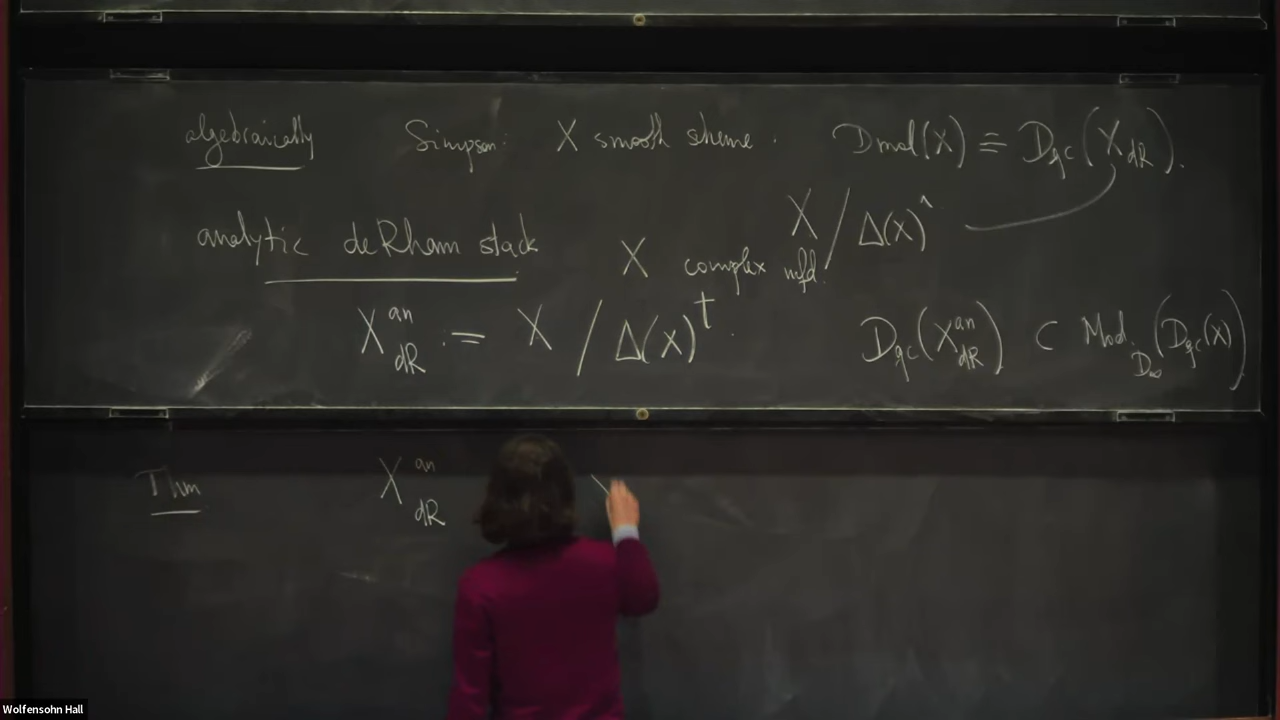 algebraically Simpson: X smooth scheme. Dmod(X) ≅ D_qc(X_dR).
X / Δ(X)^
analytic deRham stack X complex mfd.
X^an_dR := X / Δ(X)^† . D_qc(X^an_dR) ⊂ Mod_D∞(D_qc(X))
Thm X^an_dR
Wolfensohn Hall